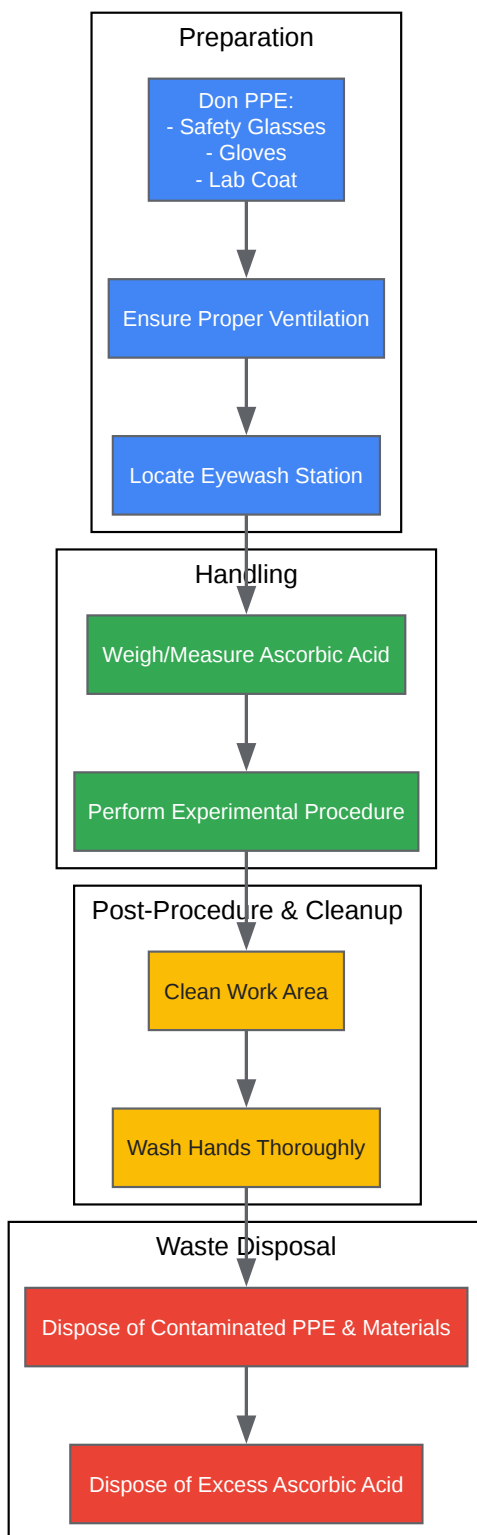 Preparation
Don PPE:
- Safety Glasses
- Gloves
- Lab Coat
Ensure Proper Ventilation
Locate Eyewash Station
Handling
Weigh/Measure Ascorbic Acid
Perform Experimental Procedure
Post-Procedure & Cleanup
Clean Work Area
Wash Hands Thoroughly
Waste Disposal
Dispose of Contaminated PPE & Materials
Dispose of Excess Ascorbic Acid